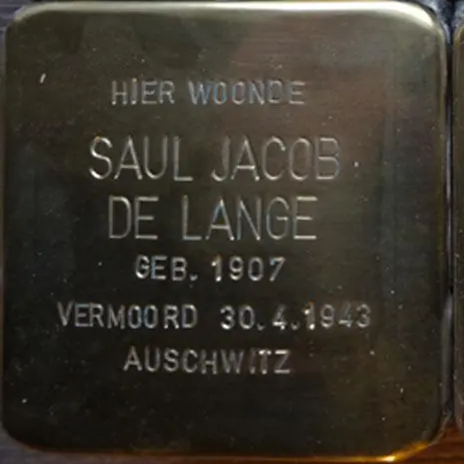 HIER WOONDE
SAUL JACOB
DE LANGE
GEB. 1907
VERMOORD 30.4.1943
AUSCHWITZ